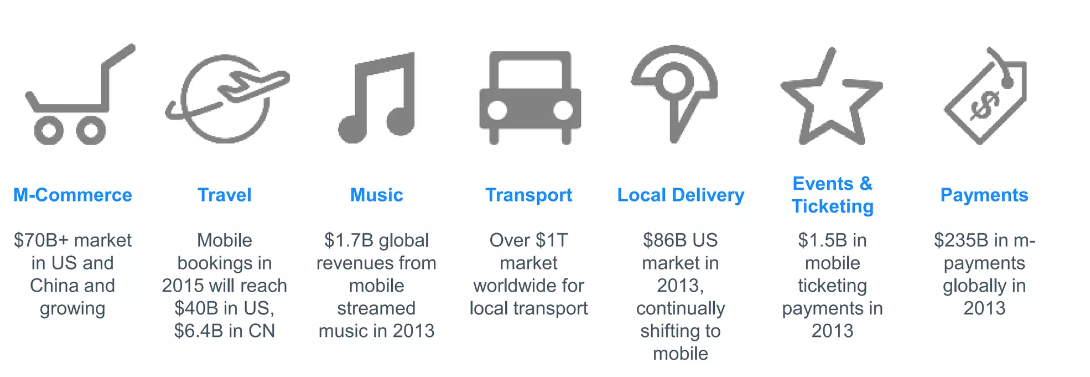 M-Commerce
$70B+ market
in US and
China and
growing
Travel
Mobile
bookings in
2015 will reach
$40B in US,
$6.4B in CN
Music
$1.7B global
revenues from
mobile
streamed
music in 2013
Transport
Over $1T
market
worldwide for
local transport
Local Delivery
$86B US
market in
2013,
continually
shifting to
mobile
Events &
Ticketing
$1.5B in
mobile
ticketing
payments in
2013
$
Payments
$235B in m-
payments
globally in
2013